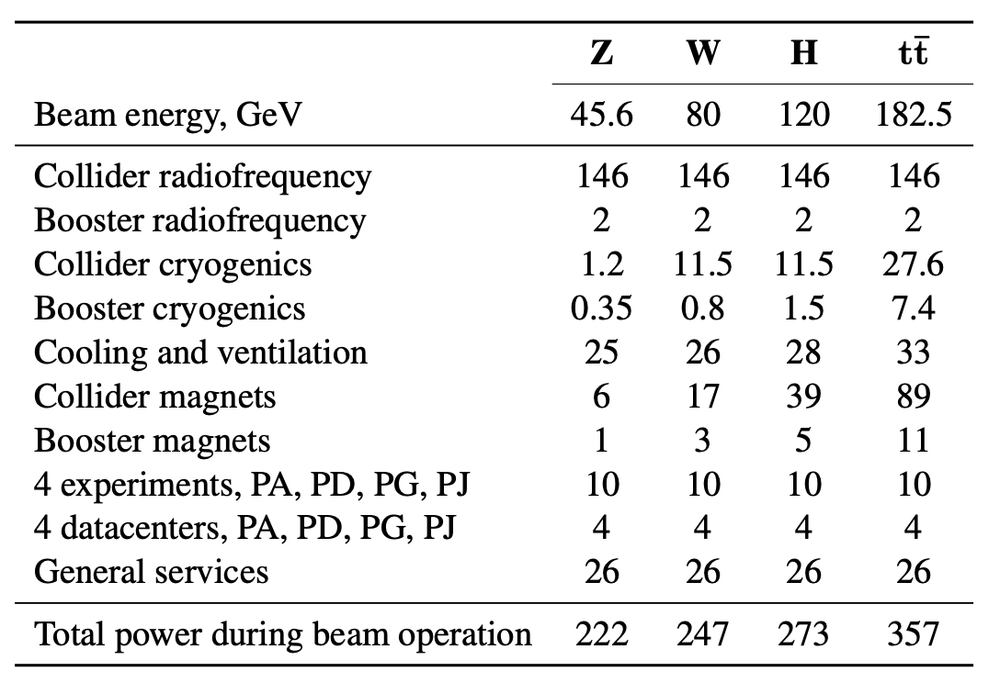 Z W H tt̄
Beam energy, GeV 45.6 80 120 182.5
Collider radiofrequency 146 146 146 146
Booster radiofrequency 2 2 2 2
Collider cryogenics 1.2 11.5 11.5 27.6
Booster cryogenics 0.35 0.8 1.5 7.4
Cooling and ventilation 25 26 28 33
Collider magnets 6 17 39 89
Booster magnets 1 3 5 11
4 experiments, PA, PD, PG, PJ 10 10 10 10
4 datacenters, PA, PD, PG, PJ 4 4 4 4
General services 26 26 26 26
Total power during beam operation 222 247 273 357